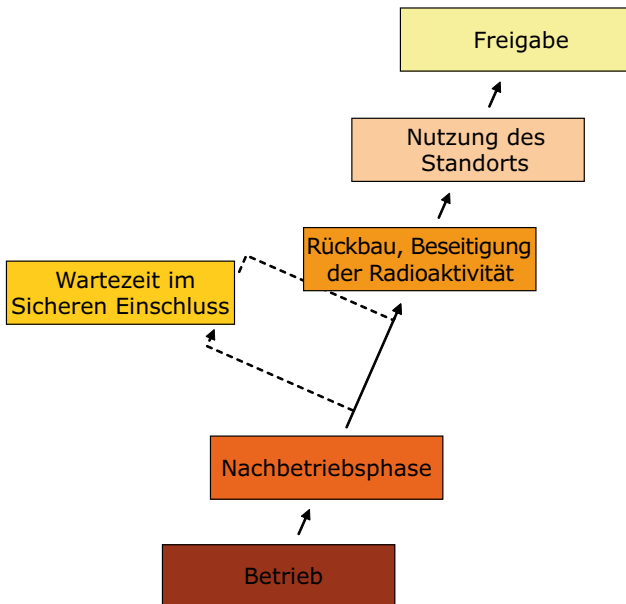 Freigabe
Nutzung des
Standorts
Rückbau, Beseitigung
der Radioaktivität
Wartezeit im
Sicheren Einschluss
Nachbetriebsphase
Betrieb